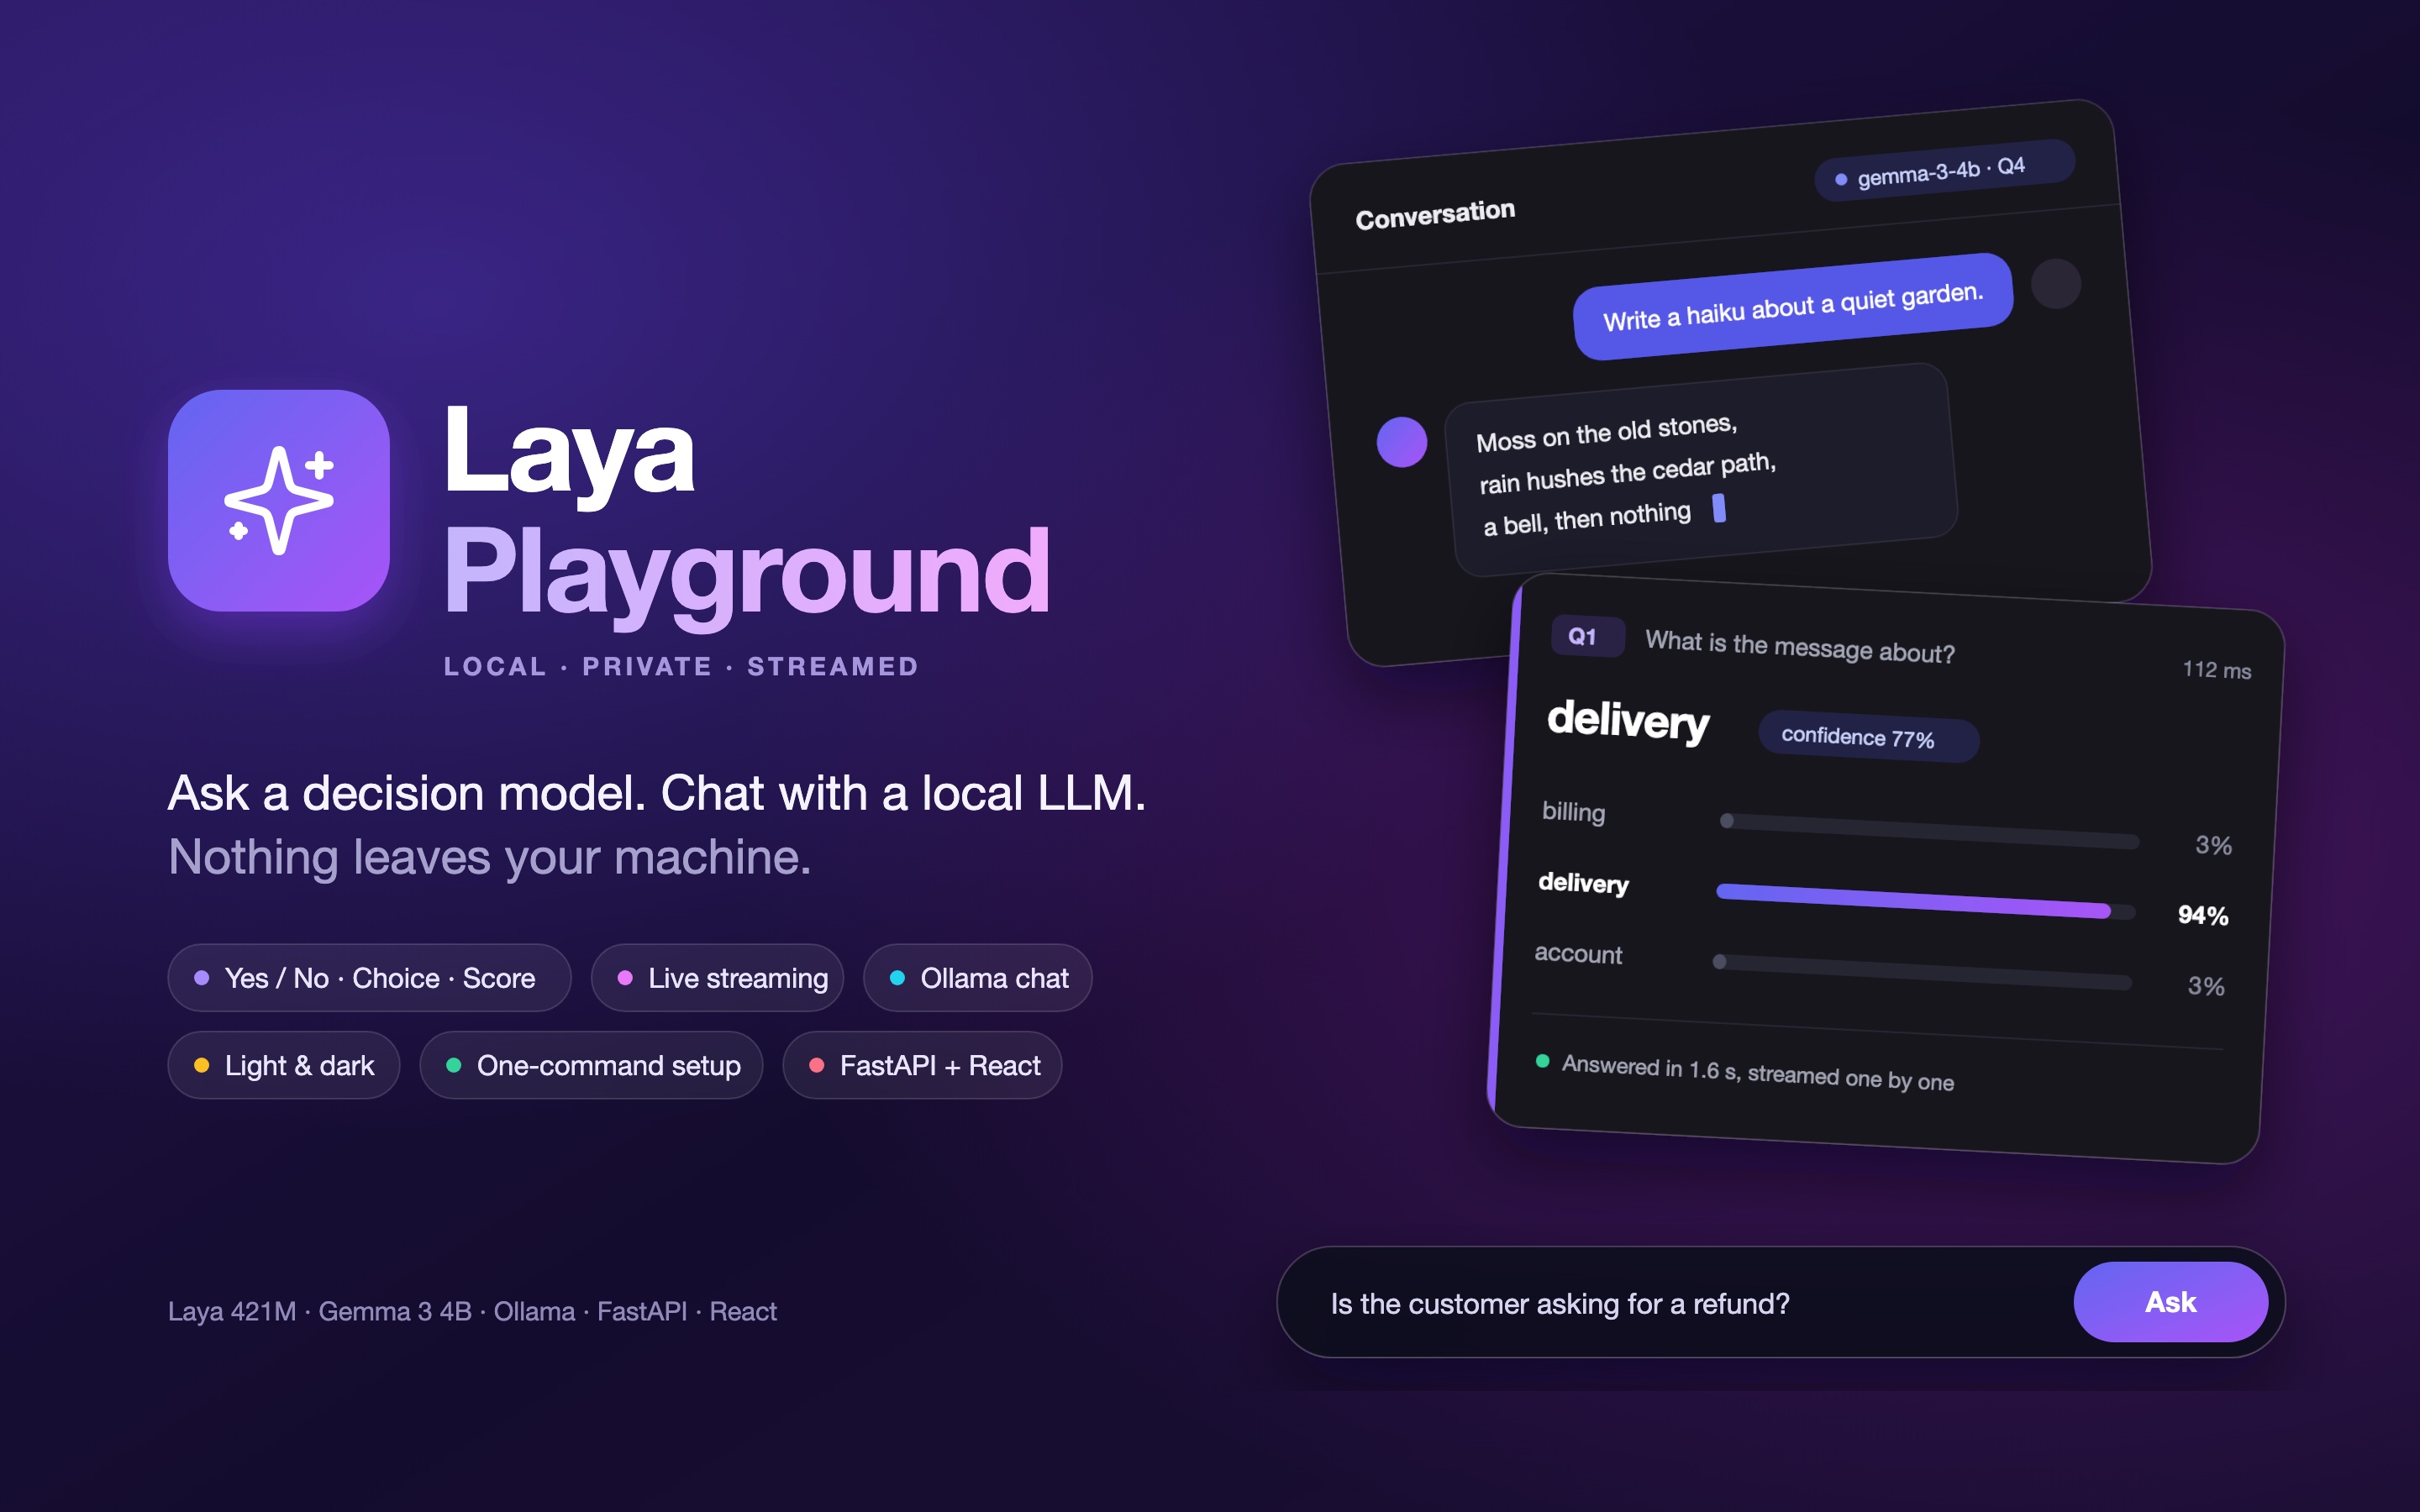 Laya
Playground
LOCAL · PRIVATE · STREAMED
Ask a decision model. Chat with a local LLM.
Nothing leaves your machine.
Yes / No · Choice · Score
Live streaming
Ollama chat
Light & dark
One-command setup
FastAPI + React
Laya 421M · Gemma 3 4B · Ollama · FastAPI · React
Conversation
gemma-3-4b · Q4
Write a haiku about a quiet garden.
Moss on the old stones,
rain hushes the cedar path,
a bell, then nothing
Q1 What is the message about? 112 ms
delivery confidence 77%
billing 3%
delivery 94%
account 3%
Answered in 1.6 s, streamed one by one
Is the customer asking for a refund? Ask